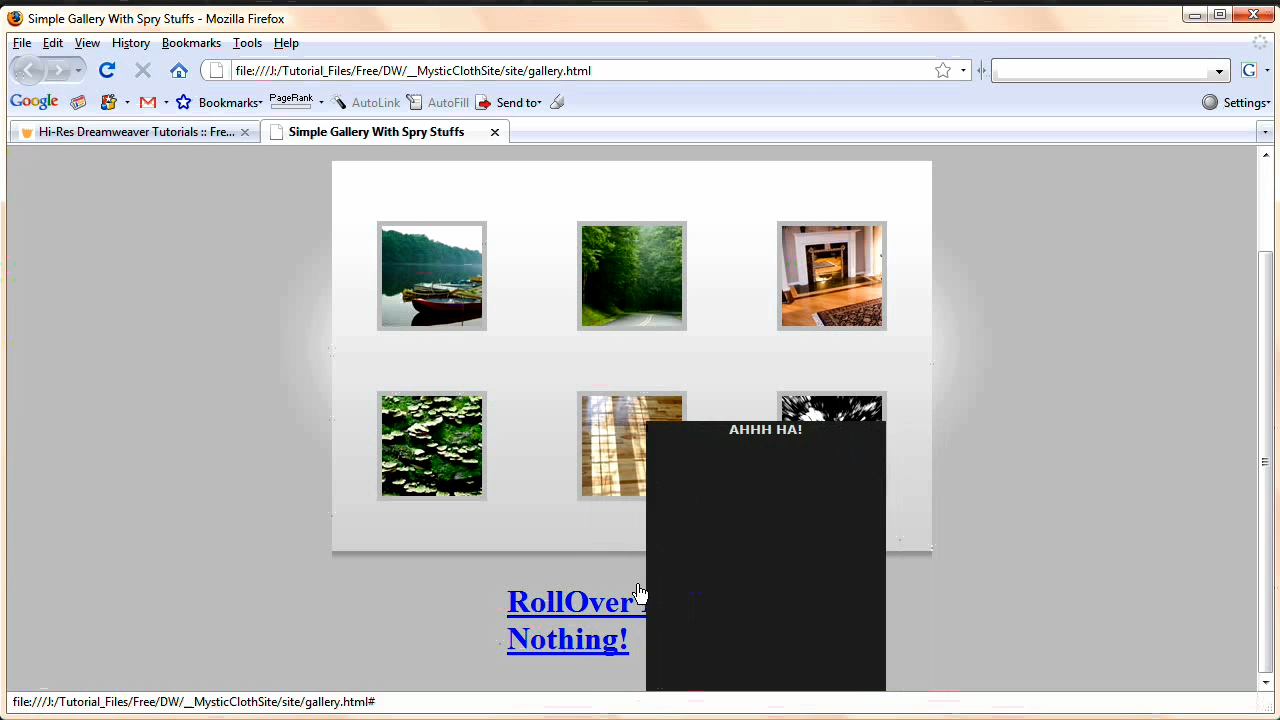 Simple Gallery With Spry Stuffs - Mozilla Firefox
File Edit View History Bookmarks Tools Help
file:///J:/Tutorial_Files/Free/DW/__MysticClothSite/site/gallery.html
G
Google Bookmarks PageRank AutoLink AutoFill Send to Settings
Hi-Res Dreamweaver Tutorials :: Fre... Simple Gallery With Spry Stuffs
AHHH HA!
RollOver
Nothing!
file:///J:/Tutorial_Files/Free/DW/__MysticClothSite/site/gallery.html#